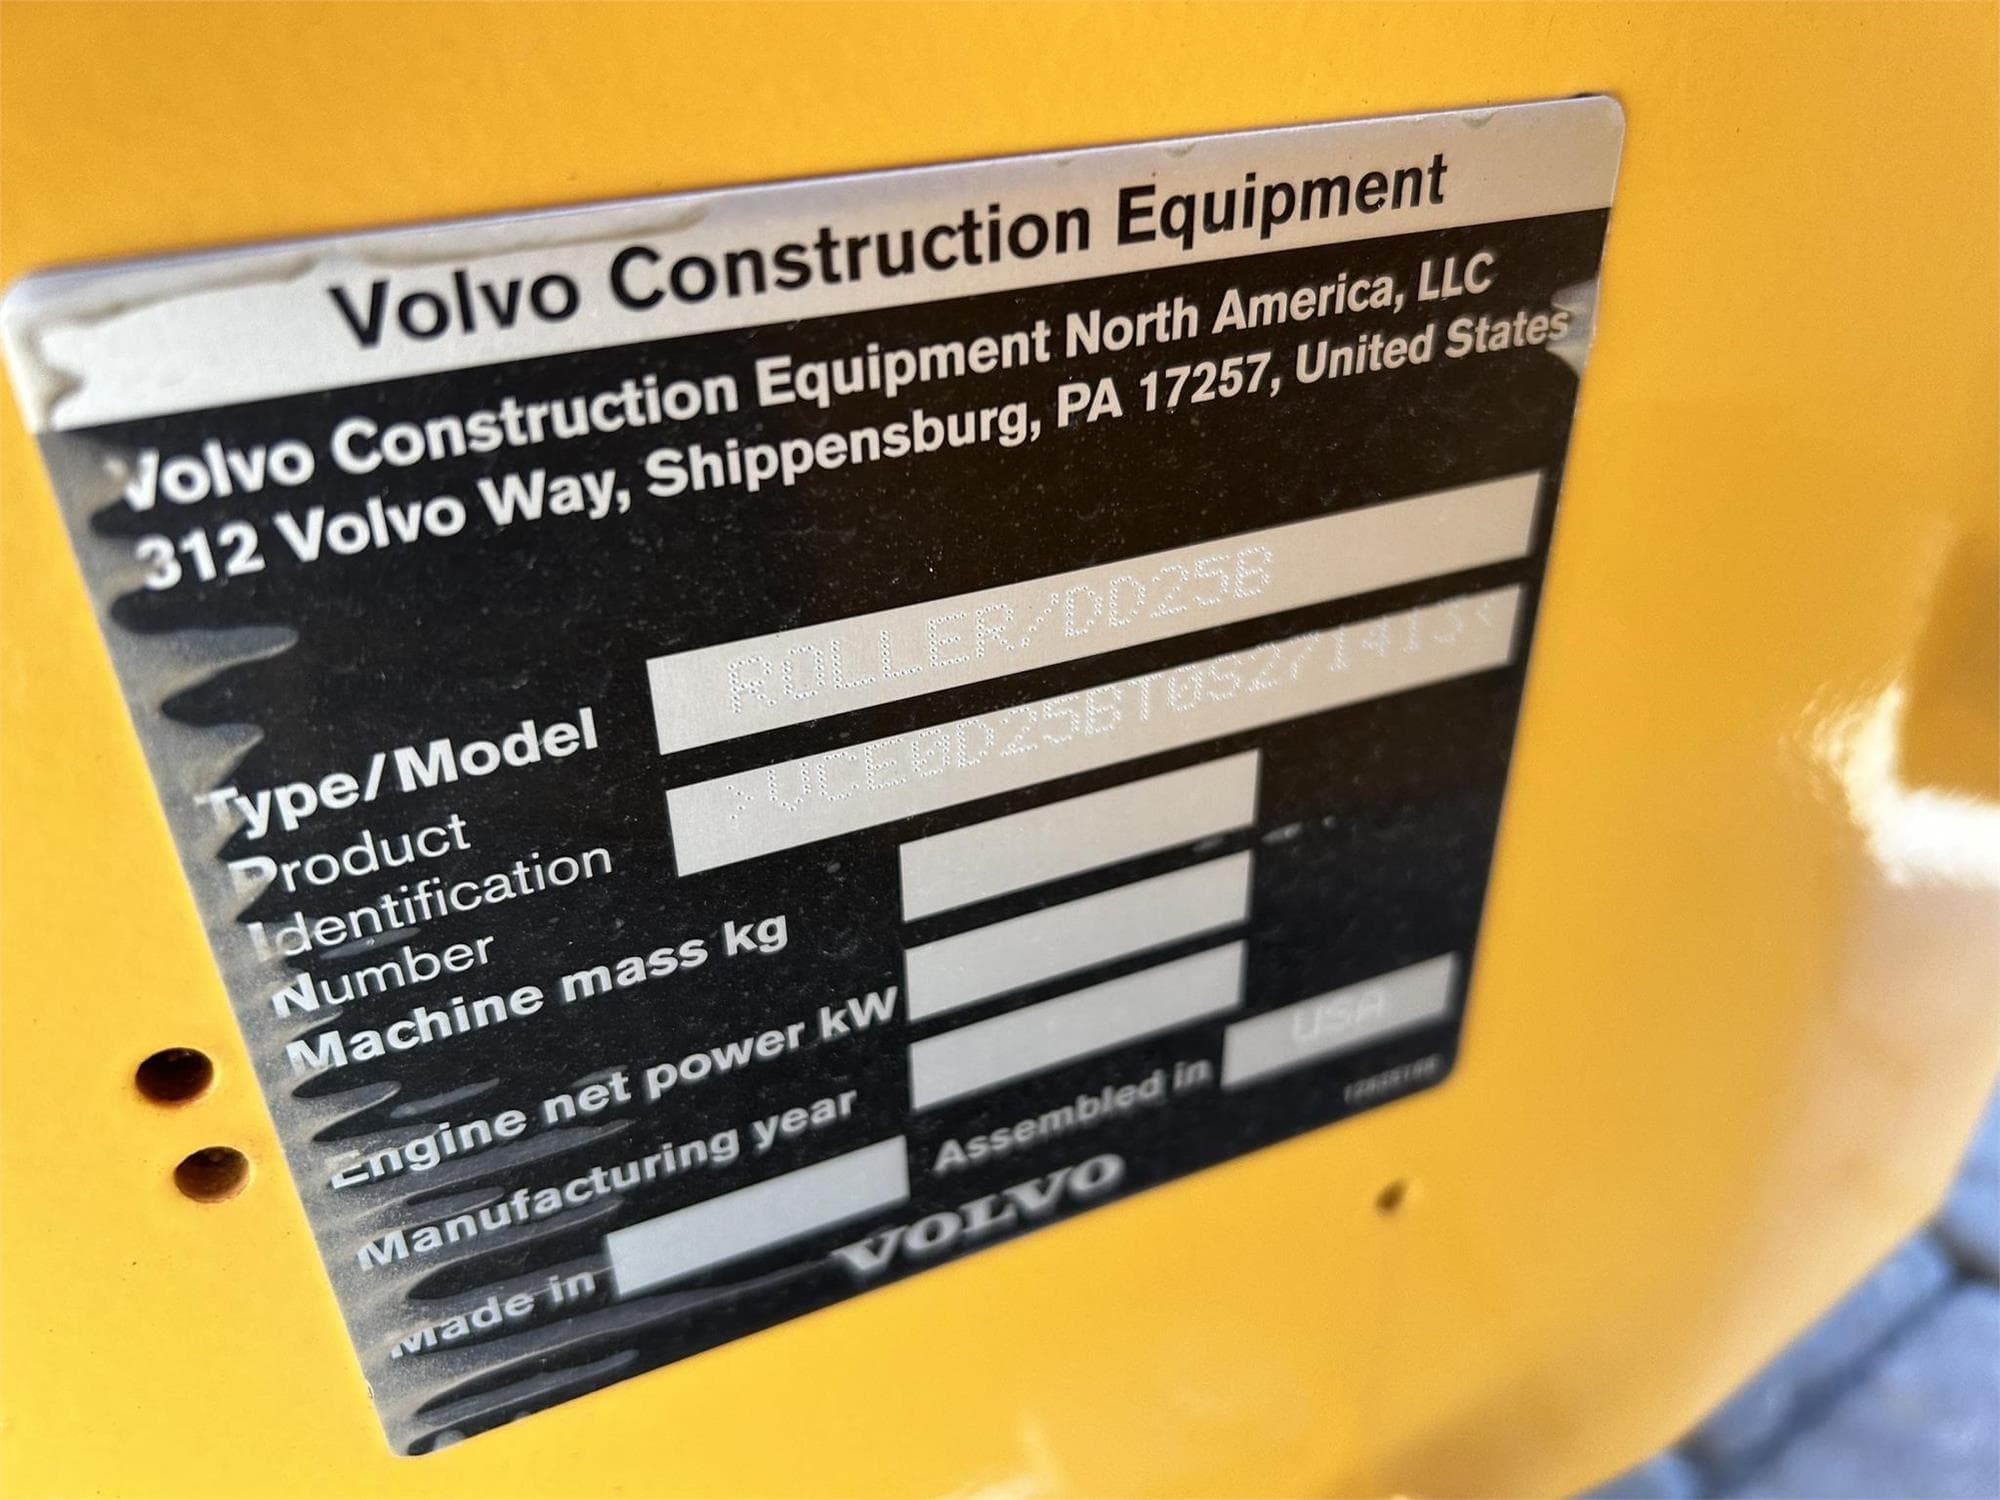 Volvo Construction Equipment
Volvo Construction Equipment North America, LLC
312 Volvo Way, Shippensburg, PA 17257, United States
Type/Model ROLLER/DD25B
Product
Identification
Number >VCE0D25BT0S271413<
Machine mass kg
Engine net power kW
Manufacturing year
Made in
Assembled in USA
VOLVO